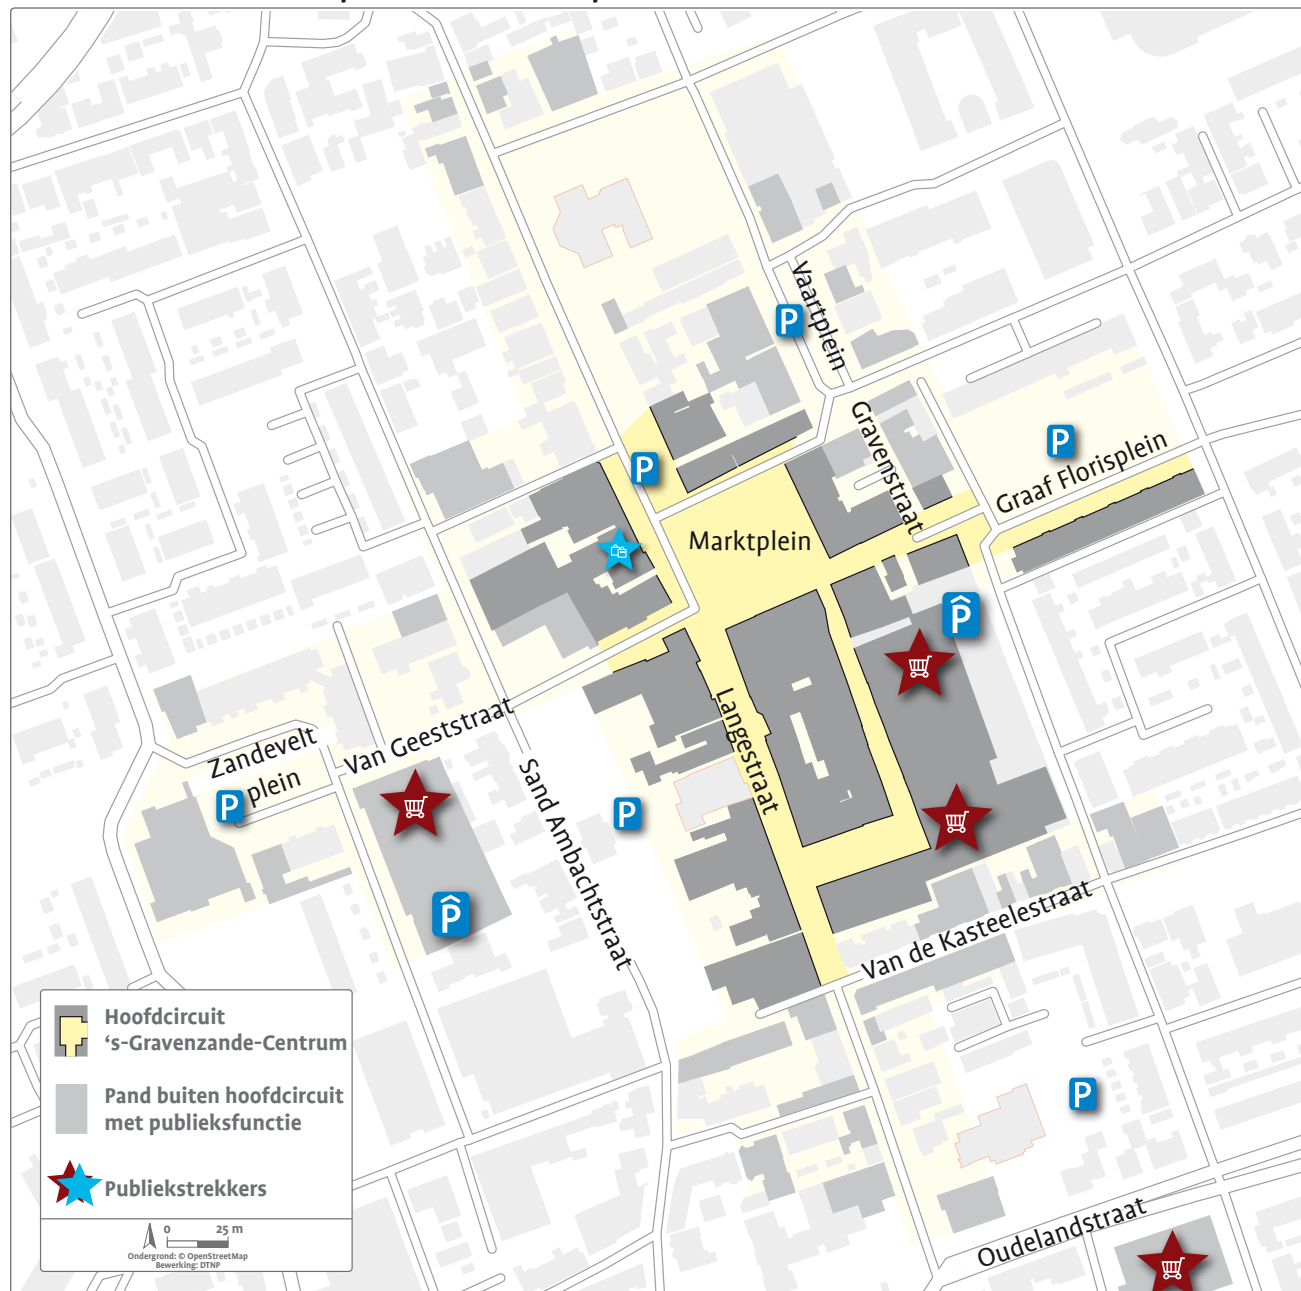 Vaartplein
P
Gravenstraat
P
Graaf Florisplein
P
Marktplein
P
Langestraat
Zandevelt
plein
P
Van Geeststraat
Sand Ambachtstraat
P
P
Van de Kasteelestraat
P
Oudelandstraat
Hoofdcircuit
‘s-Gravenzande-Centrum
Pand buiten hoofdcircuit
met publieksfunctie
Publiekstrekkers
0 25 m
Ondergrond: © OpenStreetMap
Bewerking: DTNP